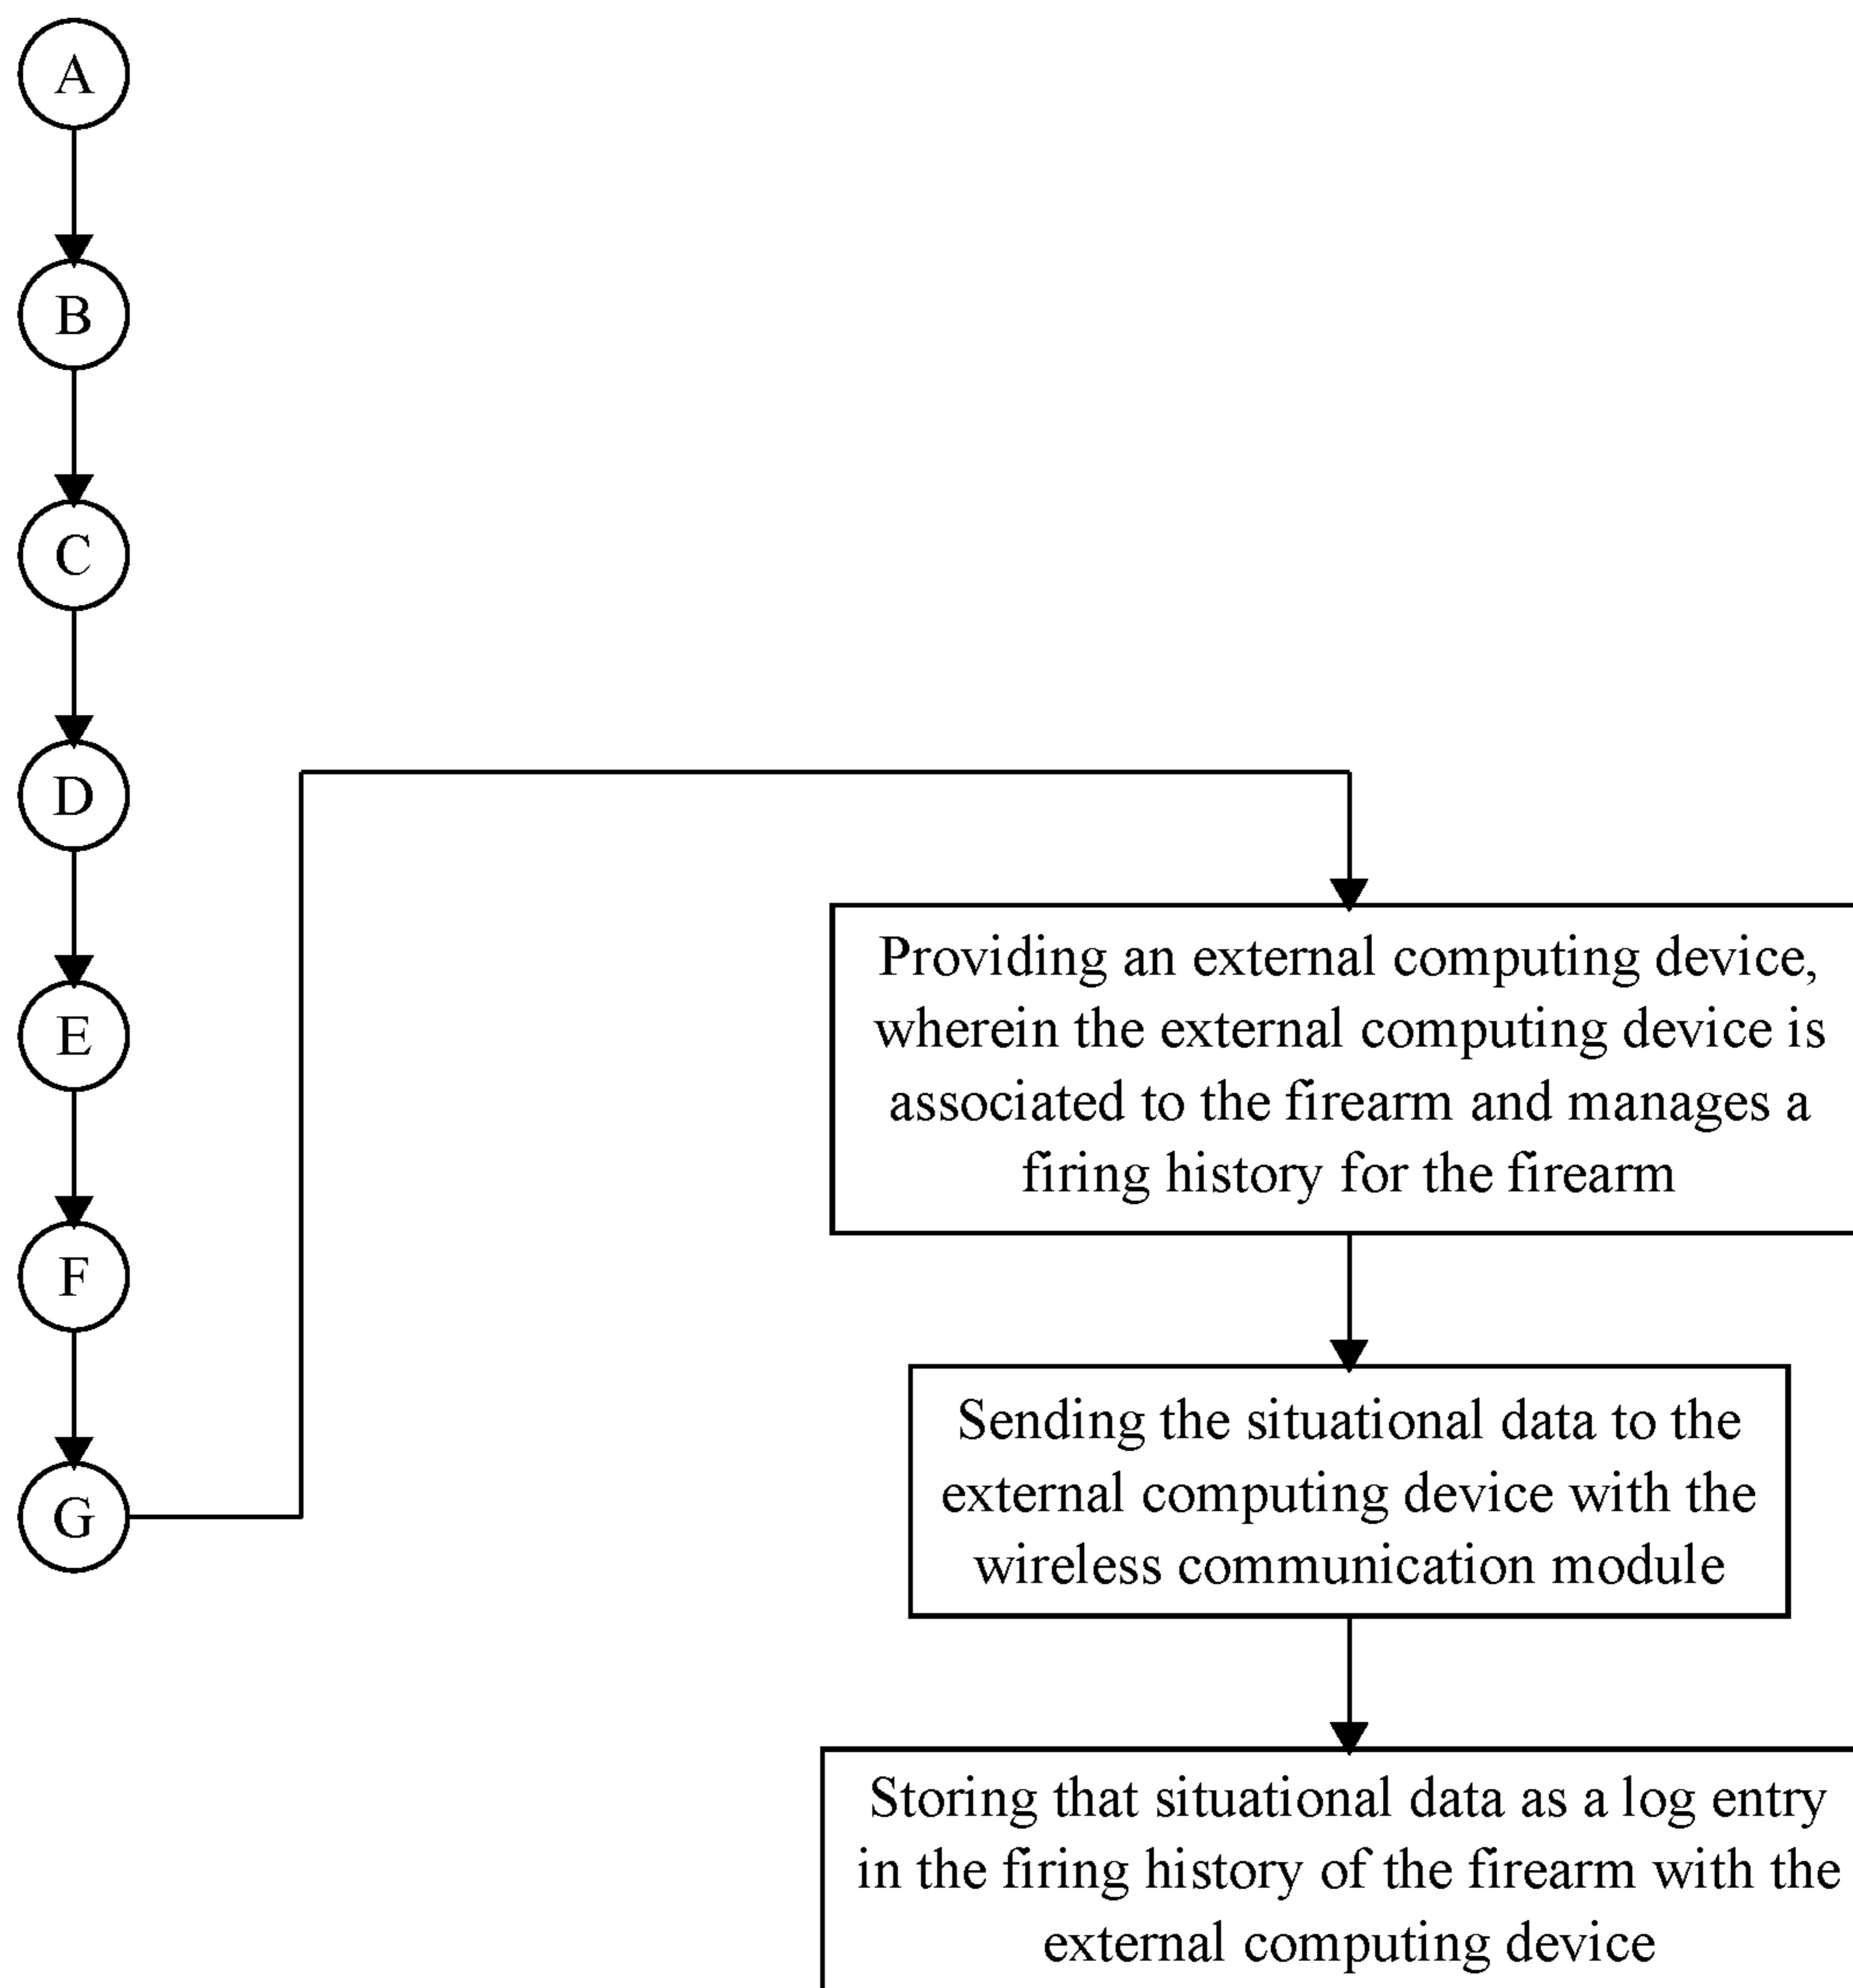 A
B
C
D
E
F
G
Providing an external computing device,
wherein the external computing device is
associated to the firearm and manages a
firing history for the firearm
Sending the situational data to the
external computing device with the
wireless communication module
Storing that situational data as a log entry
in the firing history of the firearm with the
external computing device